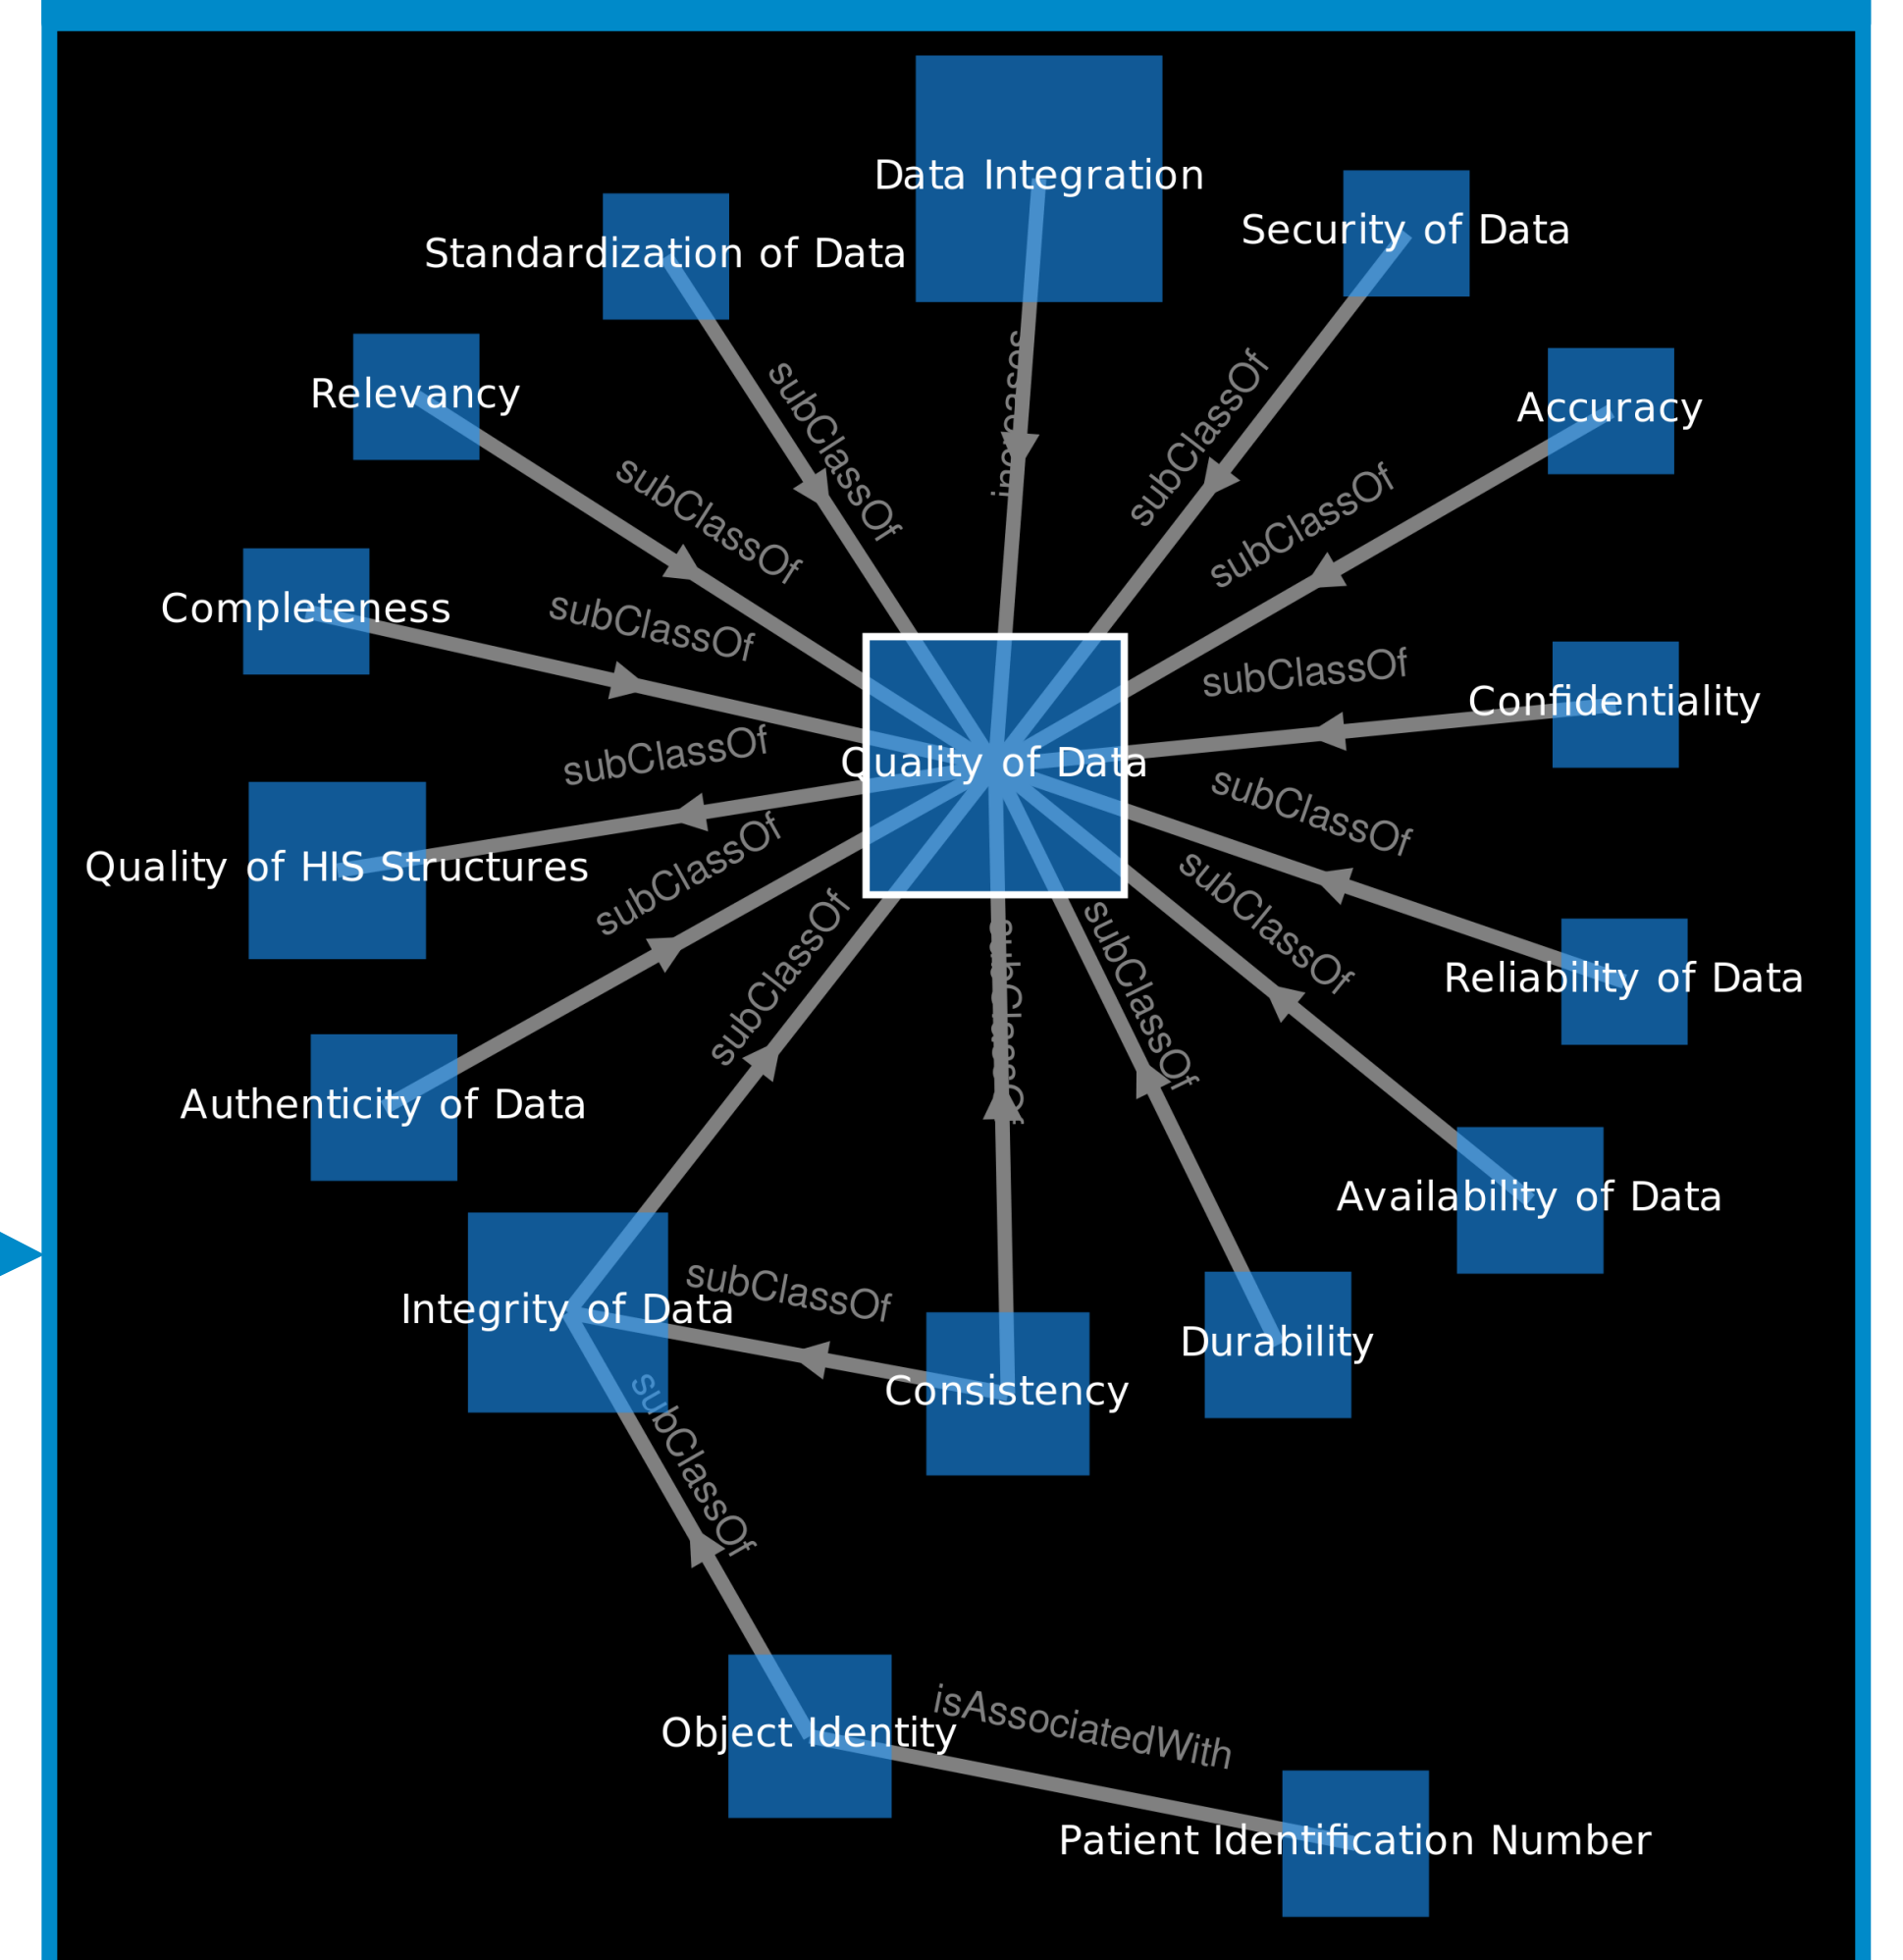 Data Integration
Security of Data
Standardization of Data
increases
Relevancy
Accuracy
subClassOf
subClassOf
subClassOf
subClassOf
Completeness
subClassOf
subClassOf
Confidentiality
Quality of Data
subClassOf
subClassOf
Quality of HIS Structures
subClassOf
subClassOf
Reliability of Data
subClassOf
subClassOf
subClassOf
Authenticity of Data
Availability of Data
subClassOf
Integrity of Data
Durability
Consistency
subClassOf
isAssociatedWith
Object Identity
Patient Identification Number